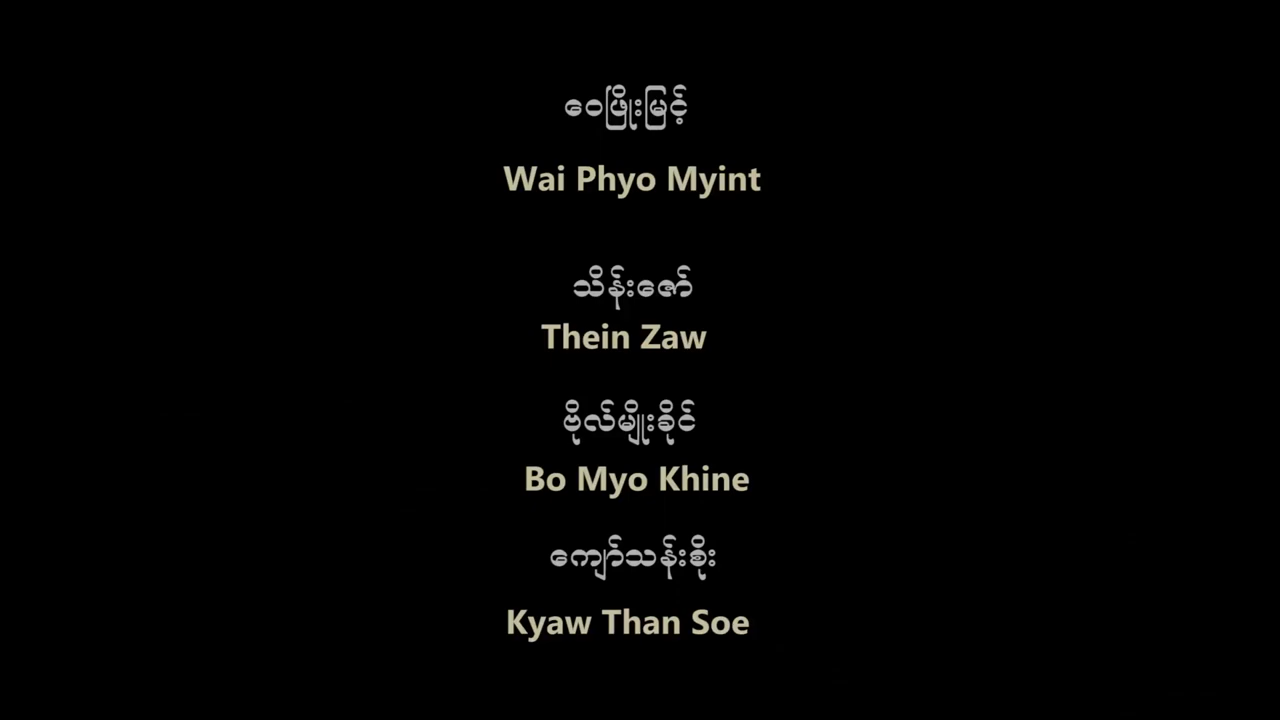 ဝေဖြိုးမြင့်
Wai Phyo Myint
သိန်းဇော်
Thein Zaw
ဗိုလ်မျိုးခိုင်
Bo Myo Khine
ကျော်သန်းစိုး
Kyaw Than Soe